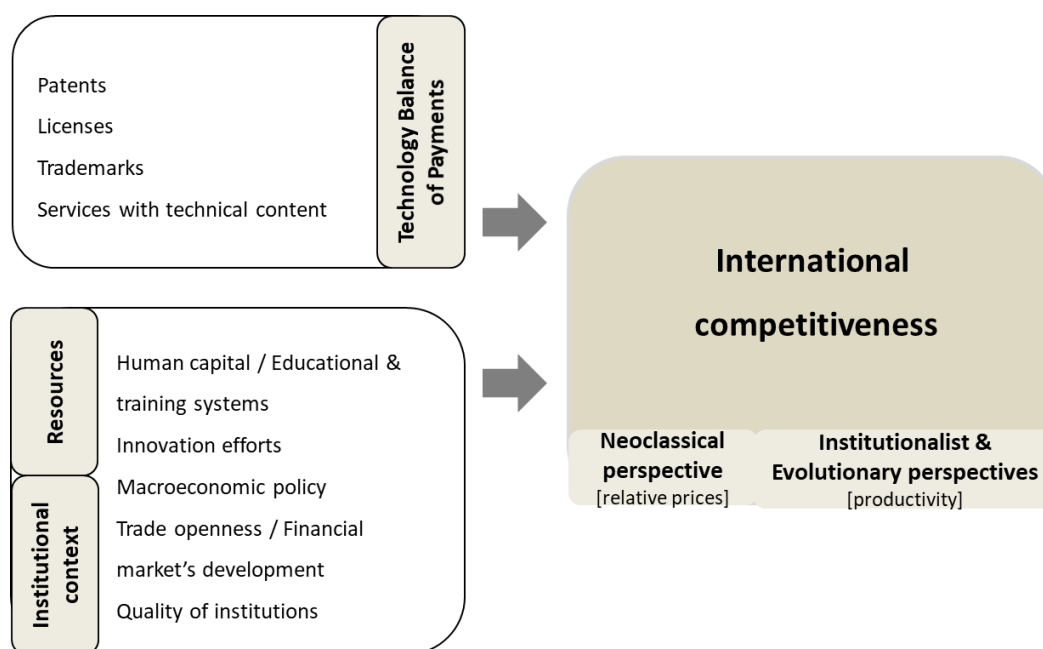 Patents
Licenses
Trademarks
Services with technical content
Technology Balance
of Payments
Resources
Human capital / Educational &
training systems
Innovation efforts
Institutional
context
Macroeconomic policy
Trade openness / Financial
market's development
Quality of institutions
International
competitiveness
Neoclassical
perspective
[relative prices]
Institutionalist &
Evolutionary perspectives
[productivity]